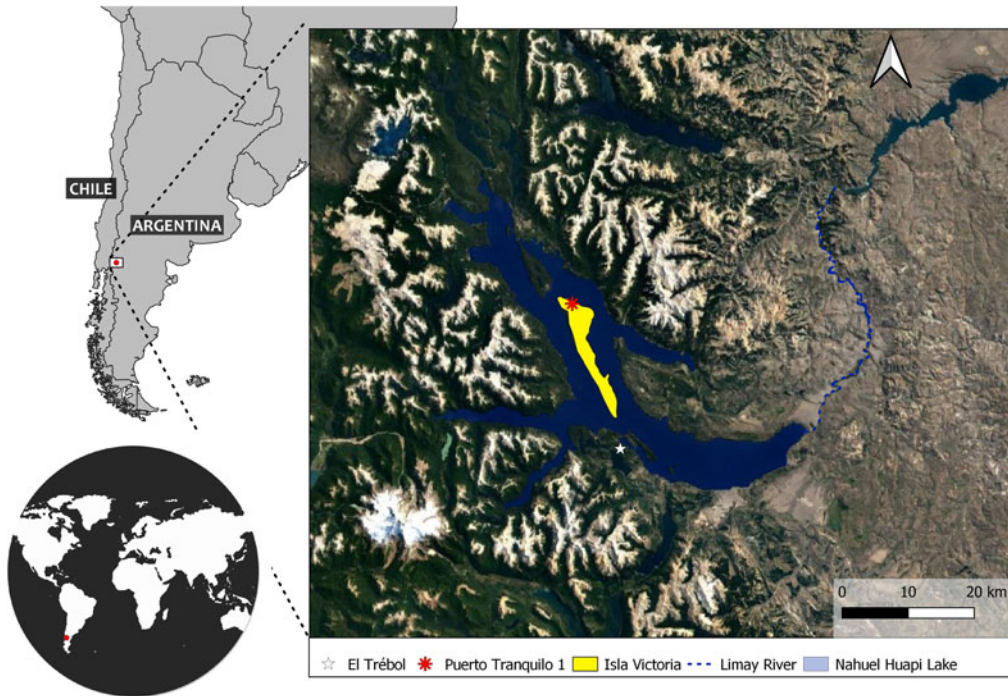 CHILE
ARGENTINA
0 10 20 km
El Trébol Puerto Tranquilo 1 Isla Victoria Limay River Nahuel Huapi Lake